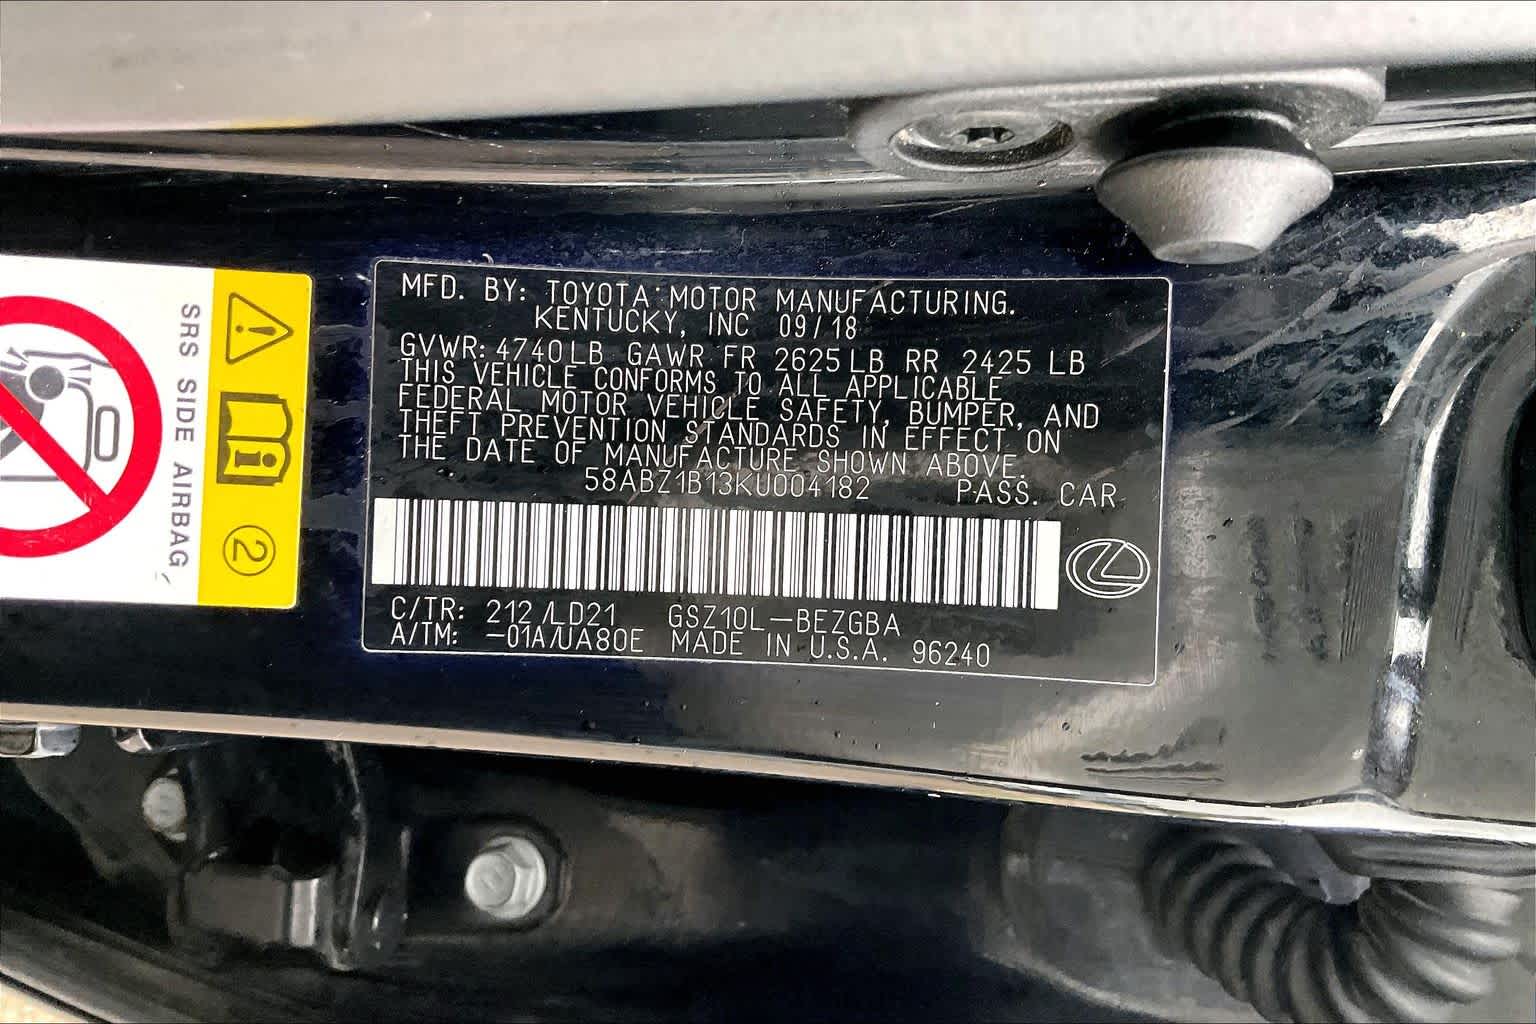 MFD. BY: TOYOTA MOTOR MANUFACTURING.
KENTUCKY, INC 09/18
GVWR: 4740LB GAWR FR 2625LB RR 2425 LB
THIS VEHICLE CONFORMS TO ALL APPLICABLE
FEDERAL MOTOR VEHICLE SAFETY, BUMPER, AND
THEFT PREVENTION STANDARDS IN EFFECT ON
THE DATE OF MANUFACTURE SHOWN ABOVE.
58ABZ1B13KU004182 PASS. CAR
C/TR: 212/LD21 GSZ10L-BEZGBA
A/TM: -01A/UA80E MADE IN U.S.A. 96240
SRS SIDE AIRBAG
2